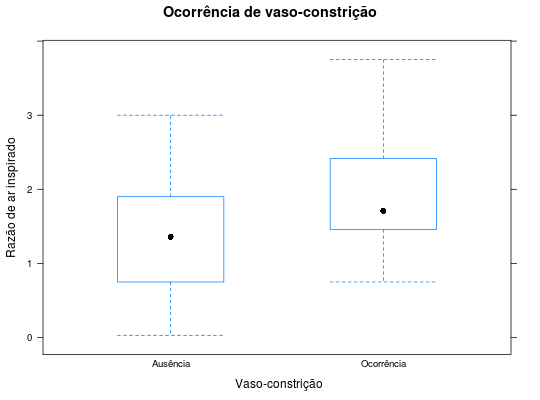 Ocorrência de vaso-constrição
Razão de ar inspirado
3
2
1
0
Ausência
Ocorrência
Vaso-constrição